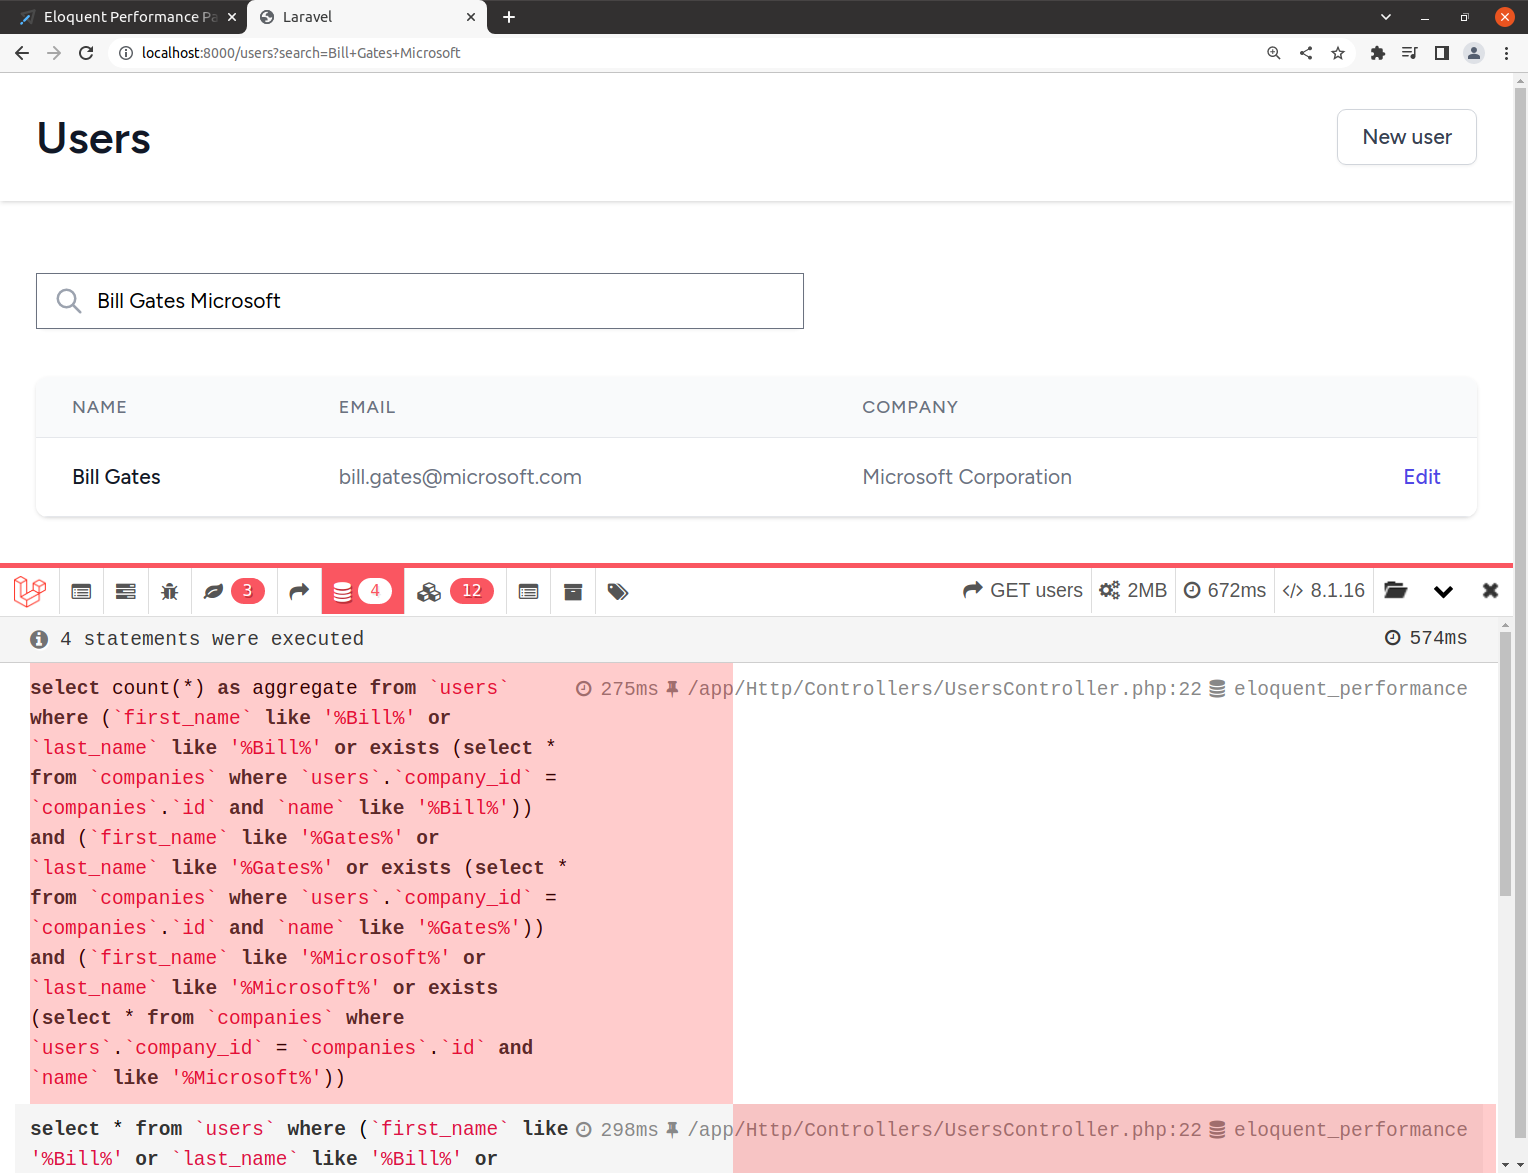 Eloquent Performance Pa
Laravel
localhost:8000/users?search=Bill+Gates+Microsoft
Users
New user
Bill Gates Microsoft
NAME EMAIL COMPANY
Bill Gates bill.gates@microsoft.com Microsoft Corporation Edit
3 4 12 GET users 2MB 672ms 8.1.16
4 statements were executed 574ms
select count(*) as aggregate from `users` 275ms /app/Http/Controllers/UsersController.php:22 eloquent_performance
where (`first_name` like '%Bill%' or
`last_name` like '%Bill%' or exists (select *
from `companies` where `users`.`company_id` =
`companies`.`id` and `name` like '%Bill%'))
and (`first_name` like '%Gates%' or
`last_name` like '%Gates%' or exists (select *
from `companies` where `users`.`company_id` =
`companies`.`id` and `name` like '%Gates%'))
and (`first_name` like '%Microsoft%' or
`last_name` like '%Microsoft%' or exists
(select * from `companies` where
`users`.`company_id` = `companies`.`id` and
`name` like '%Microsoft%'))
select * from `users` where (`first_name` like 298ms /app/Http/Controllers/UsersController.php:22 eloquent_performance
'%Bill%' or `last_name` like '%Bill%' or